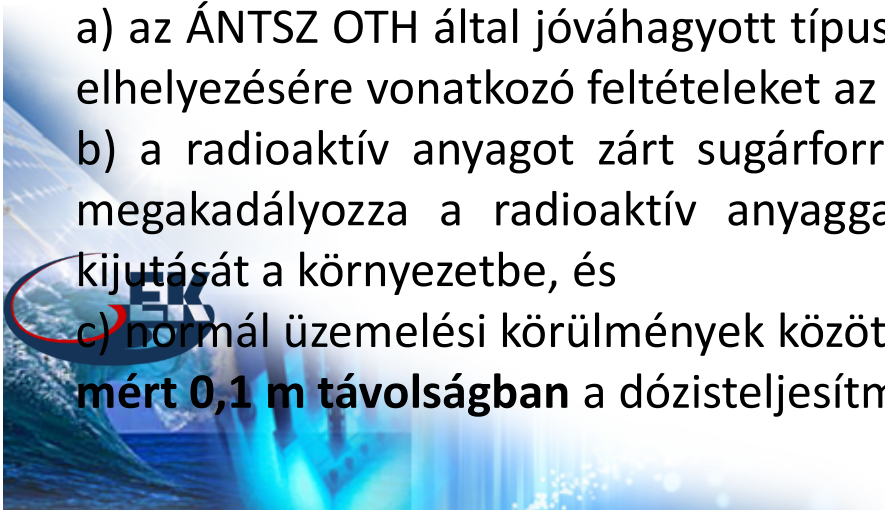 a) az ÁNTSZ OTH által jóváhagyott típus
elhelyezésére vonatkozó feltételeket az
b) a radioaktív anyagot zárt sugárforr
megakadályozza a radioaktív anyagga
kijutását a környezetbe, és
EK
c) normál üzemelési körülmények közöt
mért 0,1 m távolságban a dózisteljesítm